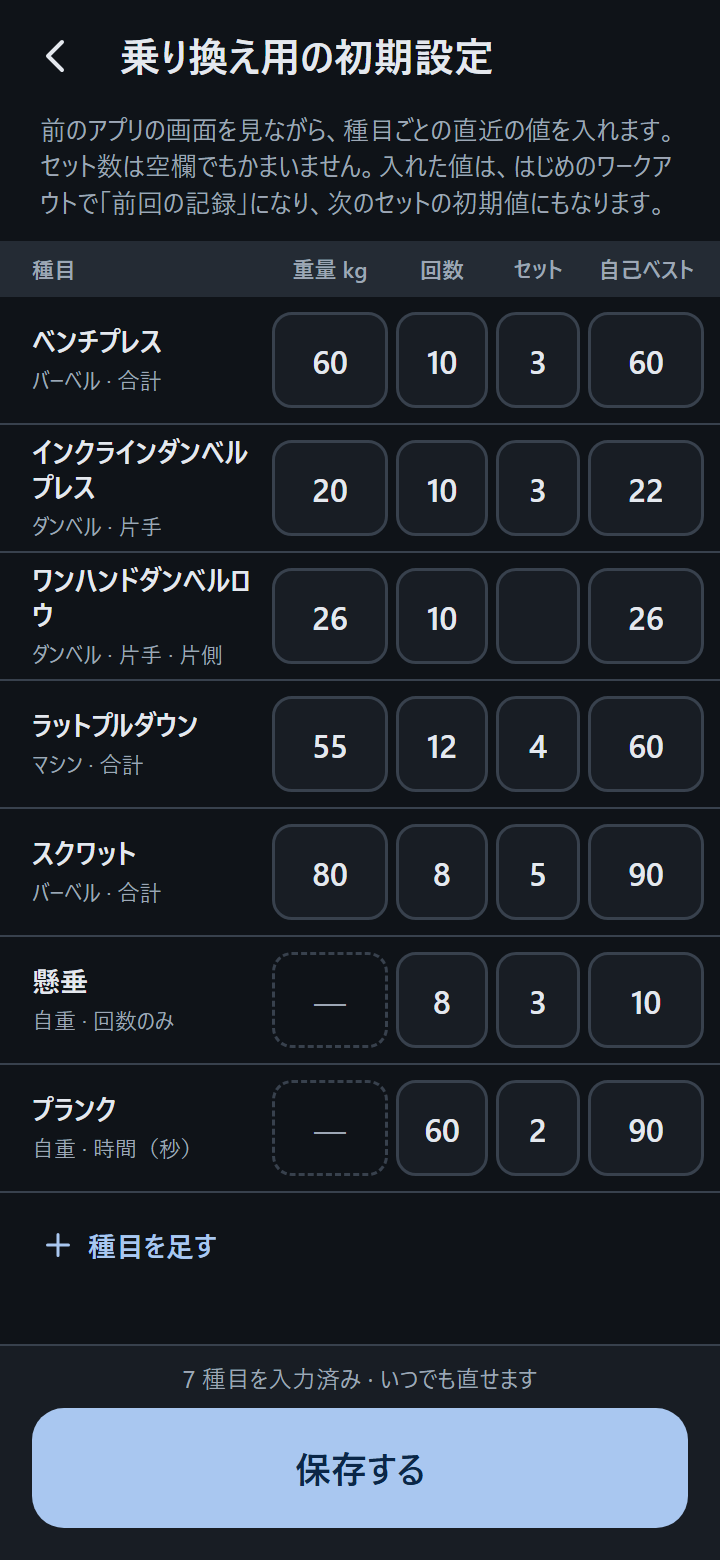 乗り換え用の初期設定
前のアプリの画面を見ながら、種目ごとの直近の値を入れます。
セット数は空欄でもかまいません。入れた値は、はじめのワークア
ウトで「前回の記録」になり、次のセットの初期値にもなります。
種目 重量 kg 回数 セット 自己ベスト
ベンチプレス
バーベル · 合計
60 10 3 60
インクラインダンベル
プレス
ダンベル · 片手
20 10 3 22
ワンハンドダンベルロ
ウ
ダンベル · 片手 · 片側
26 10 26
ラットプルダウン
マシン · 合計
55 12 4 60
スクワット
バーベル · 合計
80 8 5 90
懸垂
自重 · 回数のみ
— 8 3 10
プランク
自重 · 時間（秒）
— 60 2 90
＋ 種目を足す
7 種目を入力済み · いつでも直せます
保存する